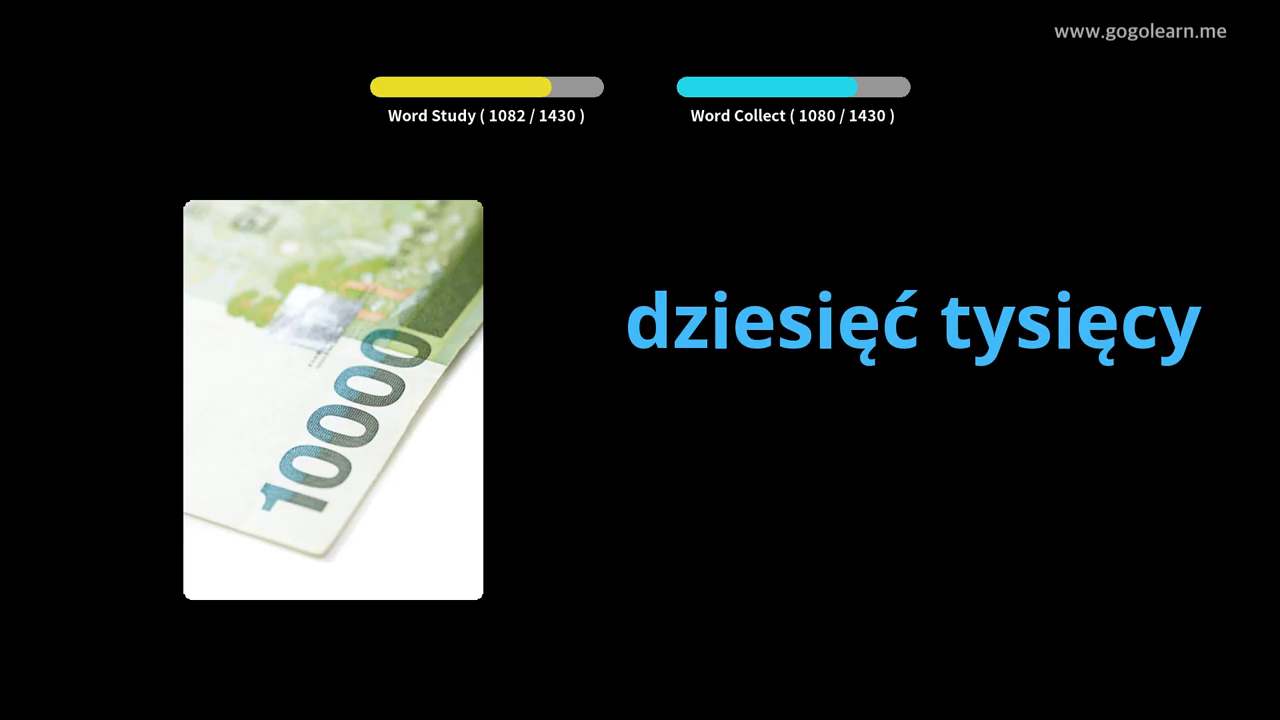 www.gogolearn.me
Word Study ( 1082 / 1430 )
Word Collect ( 1080 / 1430 )
dziesięć tysięcy
10000